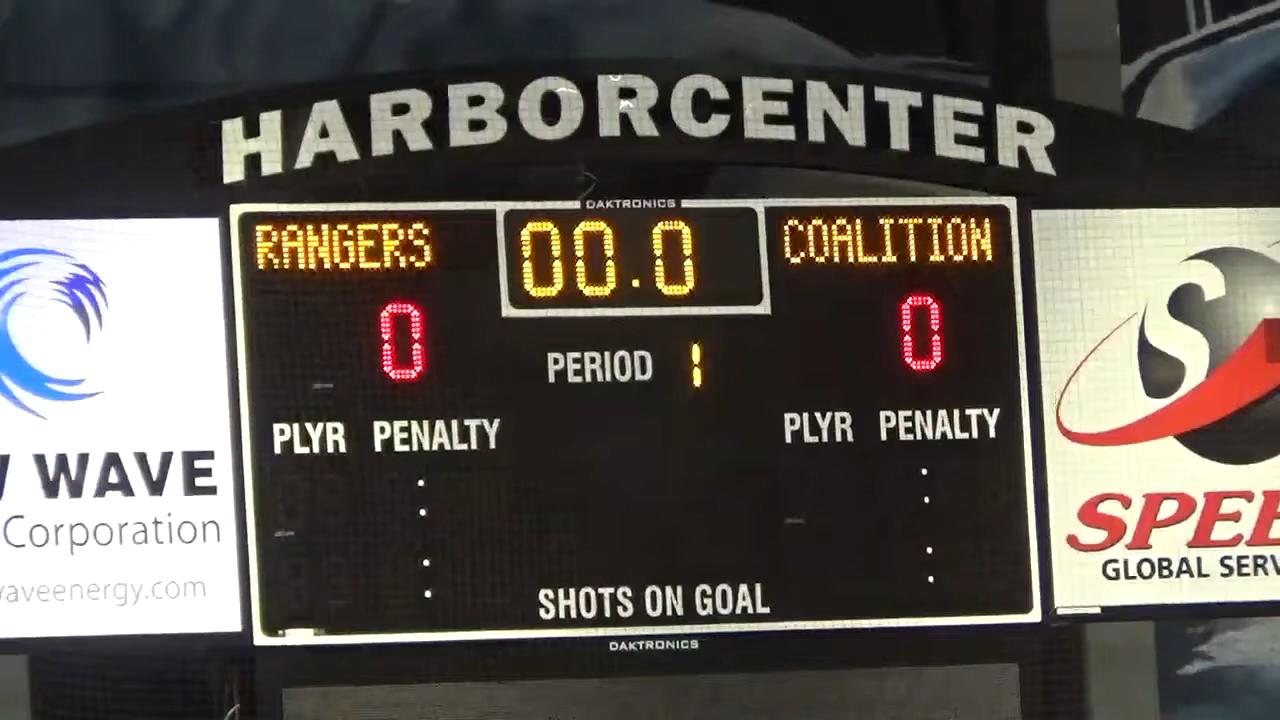 HARBORCENTER
DAKTRONICS
RANGERS
00.0
COALITION
0
0
PERIOD 1
PLYR PENALTY
PLYR PENALTY
:
:
:
:
SHOTS ON GOAL
DAKTRONICS
WAVE
Corporation
waveenergy.com
S
SPEE
GLOBAL SERV